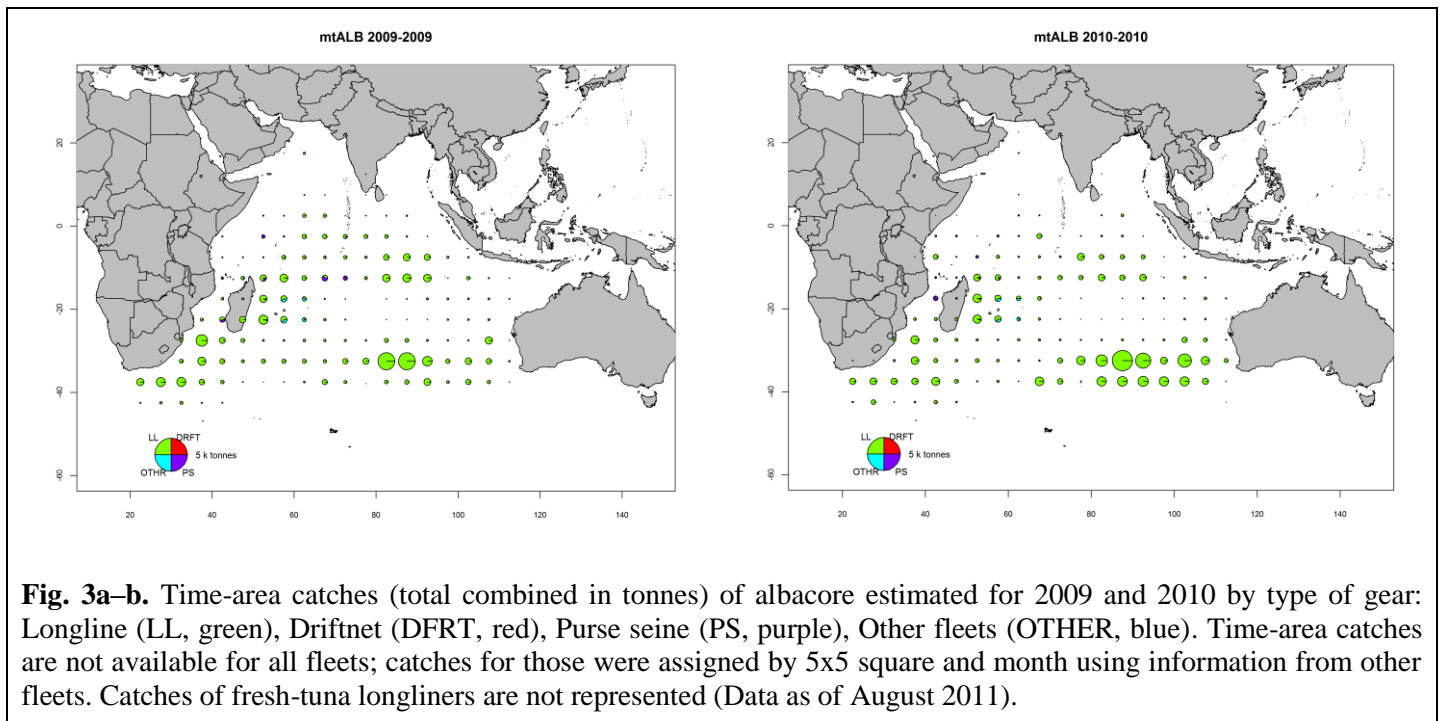 mtALB 2009-2009
20
0
-20
-40
-60
LL DRFT
5 k tonnes
OTHR PS
20 40 60 80 100 120 140
mtALB 2010-2010
20
0
-20
-40
-60
LL DRFT
5 k tonnes
OTHR PS
20 40 60 80 100 120 140
Fig. 3a–b. Time-area catches (total combined in tonnes) of albacore estimated for 2009 and 2010 by type of gear:
Longline (LL, green), Driftnet (DFRT, red), Purse seine (PS, purple), Other fleets (OTHER, blue). Time-area catches
are not available for all fleets; catches for those were assigned by 5x5 square and month using information from other
fleets. Catches of fresh-tuna longliners are not represented (Data as of August 2011).